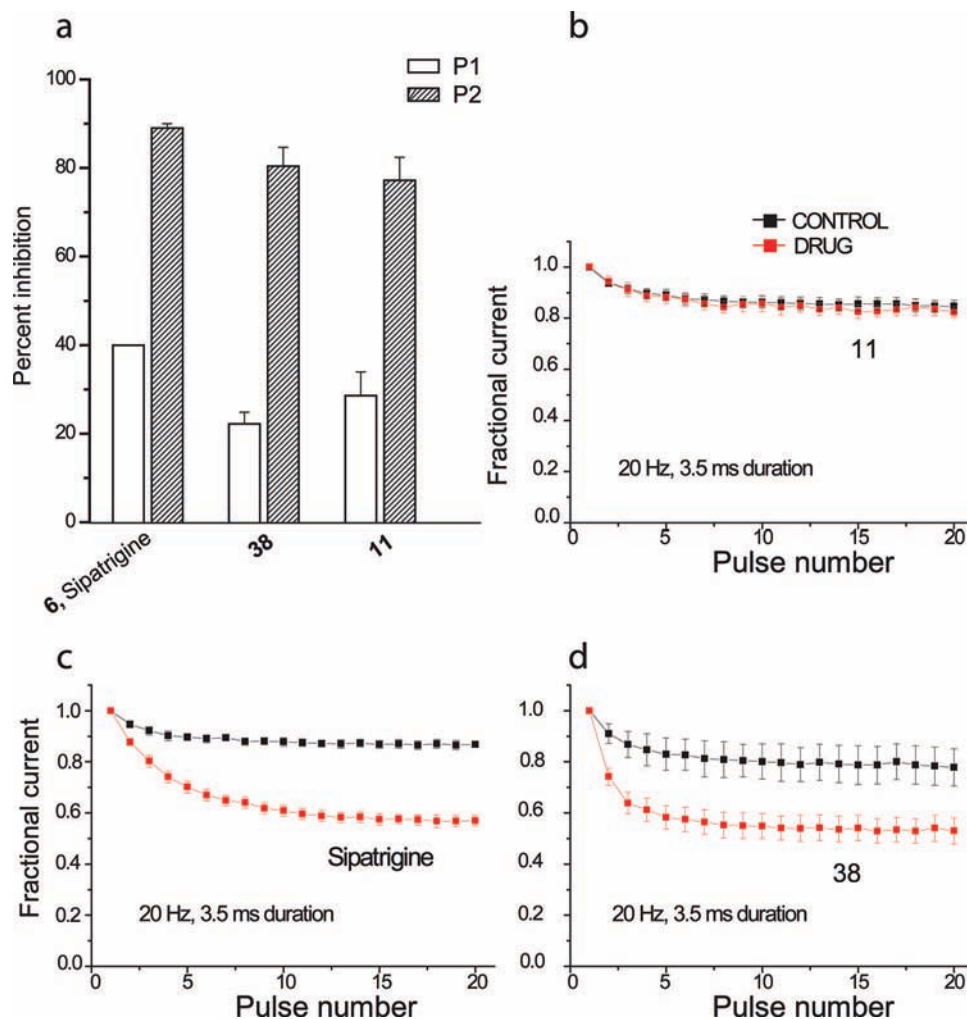 a
P1
P2
100
80
60
40
20
0
Percent inhibition
6, Sipatrigine
38
11
b
CONTROL
DRUG
1.0
0.8
0.6
0.4
0.2
0.0
Fractional current
11
20 Hz, 3.5 ms duration
0 5 10 15 20
Pulse number
c
1.0
0.8
0.6
0.4
0.2
0.0
Fractional current
Sipatrigine
20 Hz, 3.5 ms duration
0 5 10 15 20
Pulse number
d
1.0
0.8
0.6
0.4
0.2
0.0
Fractional current
38
20 Hz, 3.5 ms duration
0 5 10 15 20
Pulse number